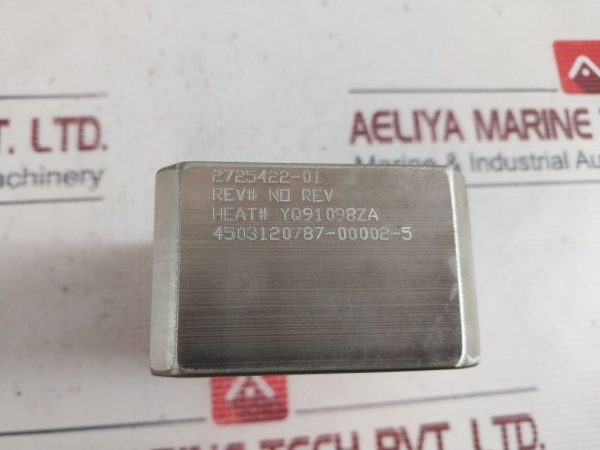 T. LTD.
achinery
AELIYA MARINE
Marine & Industrial Au
2725422-01
REV# NO REV
HEAT# YQ91098ZA
4503120787-00002-5
TECH PVT. LTD.